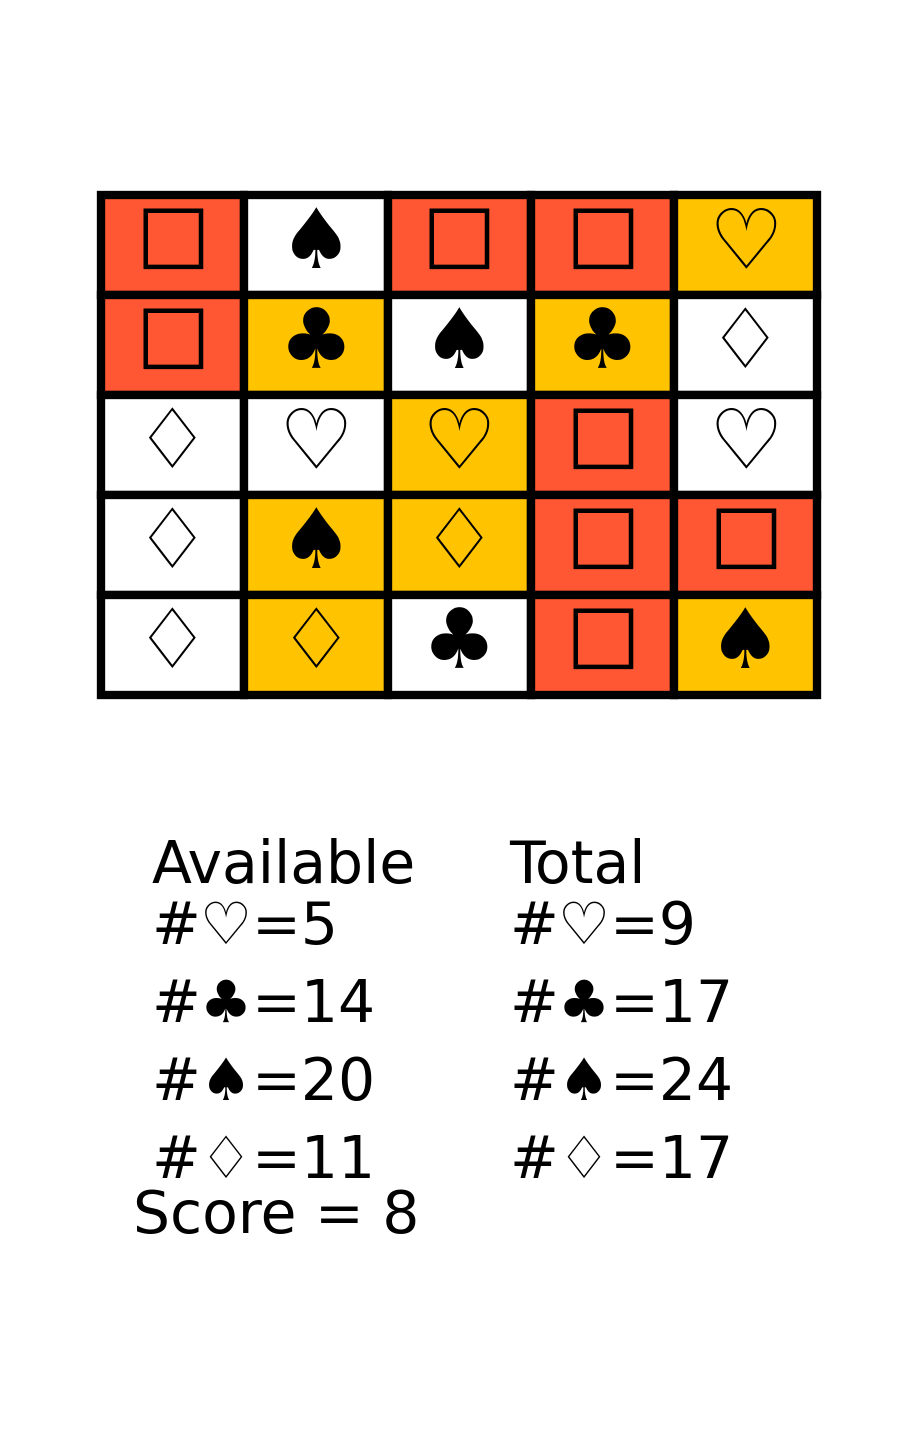 □ ♠ □ □ ♡
□ ♣ ♠ ♣ ♢
♢ ♡ ♡ □ ♡
♢ ♠ ♢ □ □
♢ ♢ ♣ □ ♠
Available Total
#♡=5 #♡=9
#♣=14 #♣=17
#♠=20 #♠=24
#♢=11 #♢=17
Score = 8